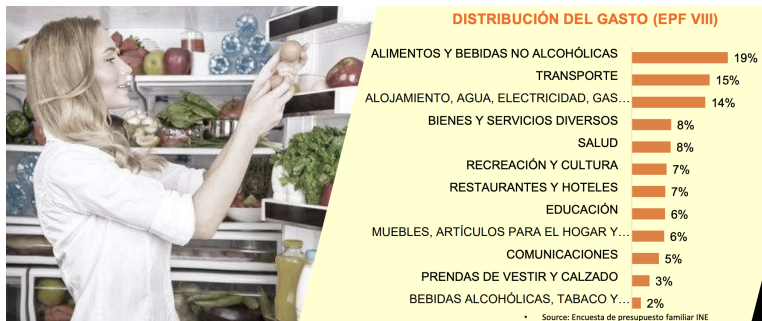 DISTRIBUCIÓN DEL GASTO (EPF VIII)
ALIMENTOS Y BEBIDAS NO ALCOHÓLICAS 19%
TRANSPORTE 15%
ALOJAMIENTO, AGUA, ELECTRICIDAD, GAS… 14%
BIENES Y SERVICIOS DIVERSOS 8%
SALUD 8%
RECREACIÓN Y CULTURA 7%
RESTAURANTES Y HOTELES 7%
EDUCACIÓN 6%
MUEBLES, ARTÍCULOS PARA EL HOGAR Y… 6%
COMUNICACIONES 5%
PRENDAS DE VESTIR Y CALZADO 3%
BEBIDAS ALCOHÓLICAS, TABACO Y… 2%
• Source: Encuesta de presupuesto familiar INE